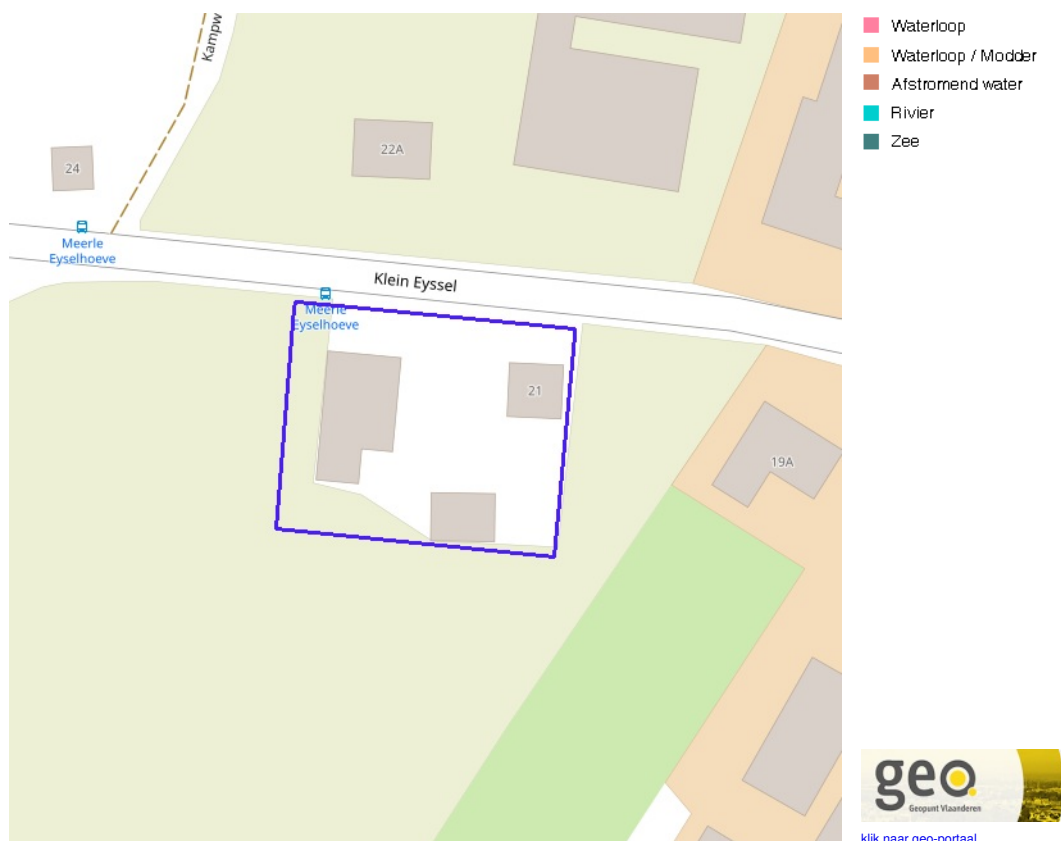 Kampw
24
22A
Meerle
Eyselhoeve
Klein Eyssel
Meerle
Eyselhoeve
21
19A
Waterloop
Waterloop / Modder
Afstromend water
Rivier
Zee
geo
Geopunt Vlaanderen
klik naar geo-portaal